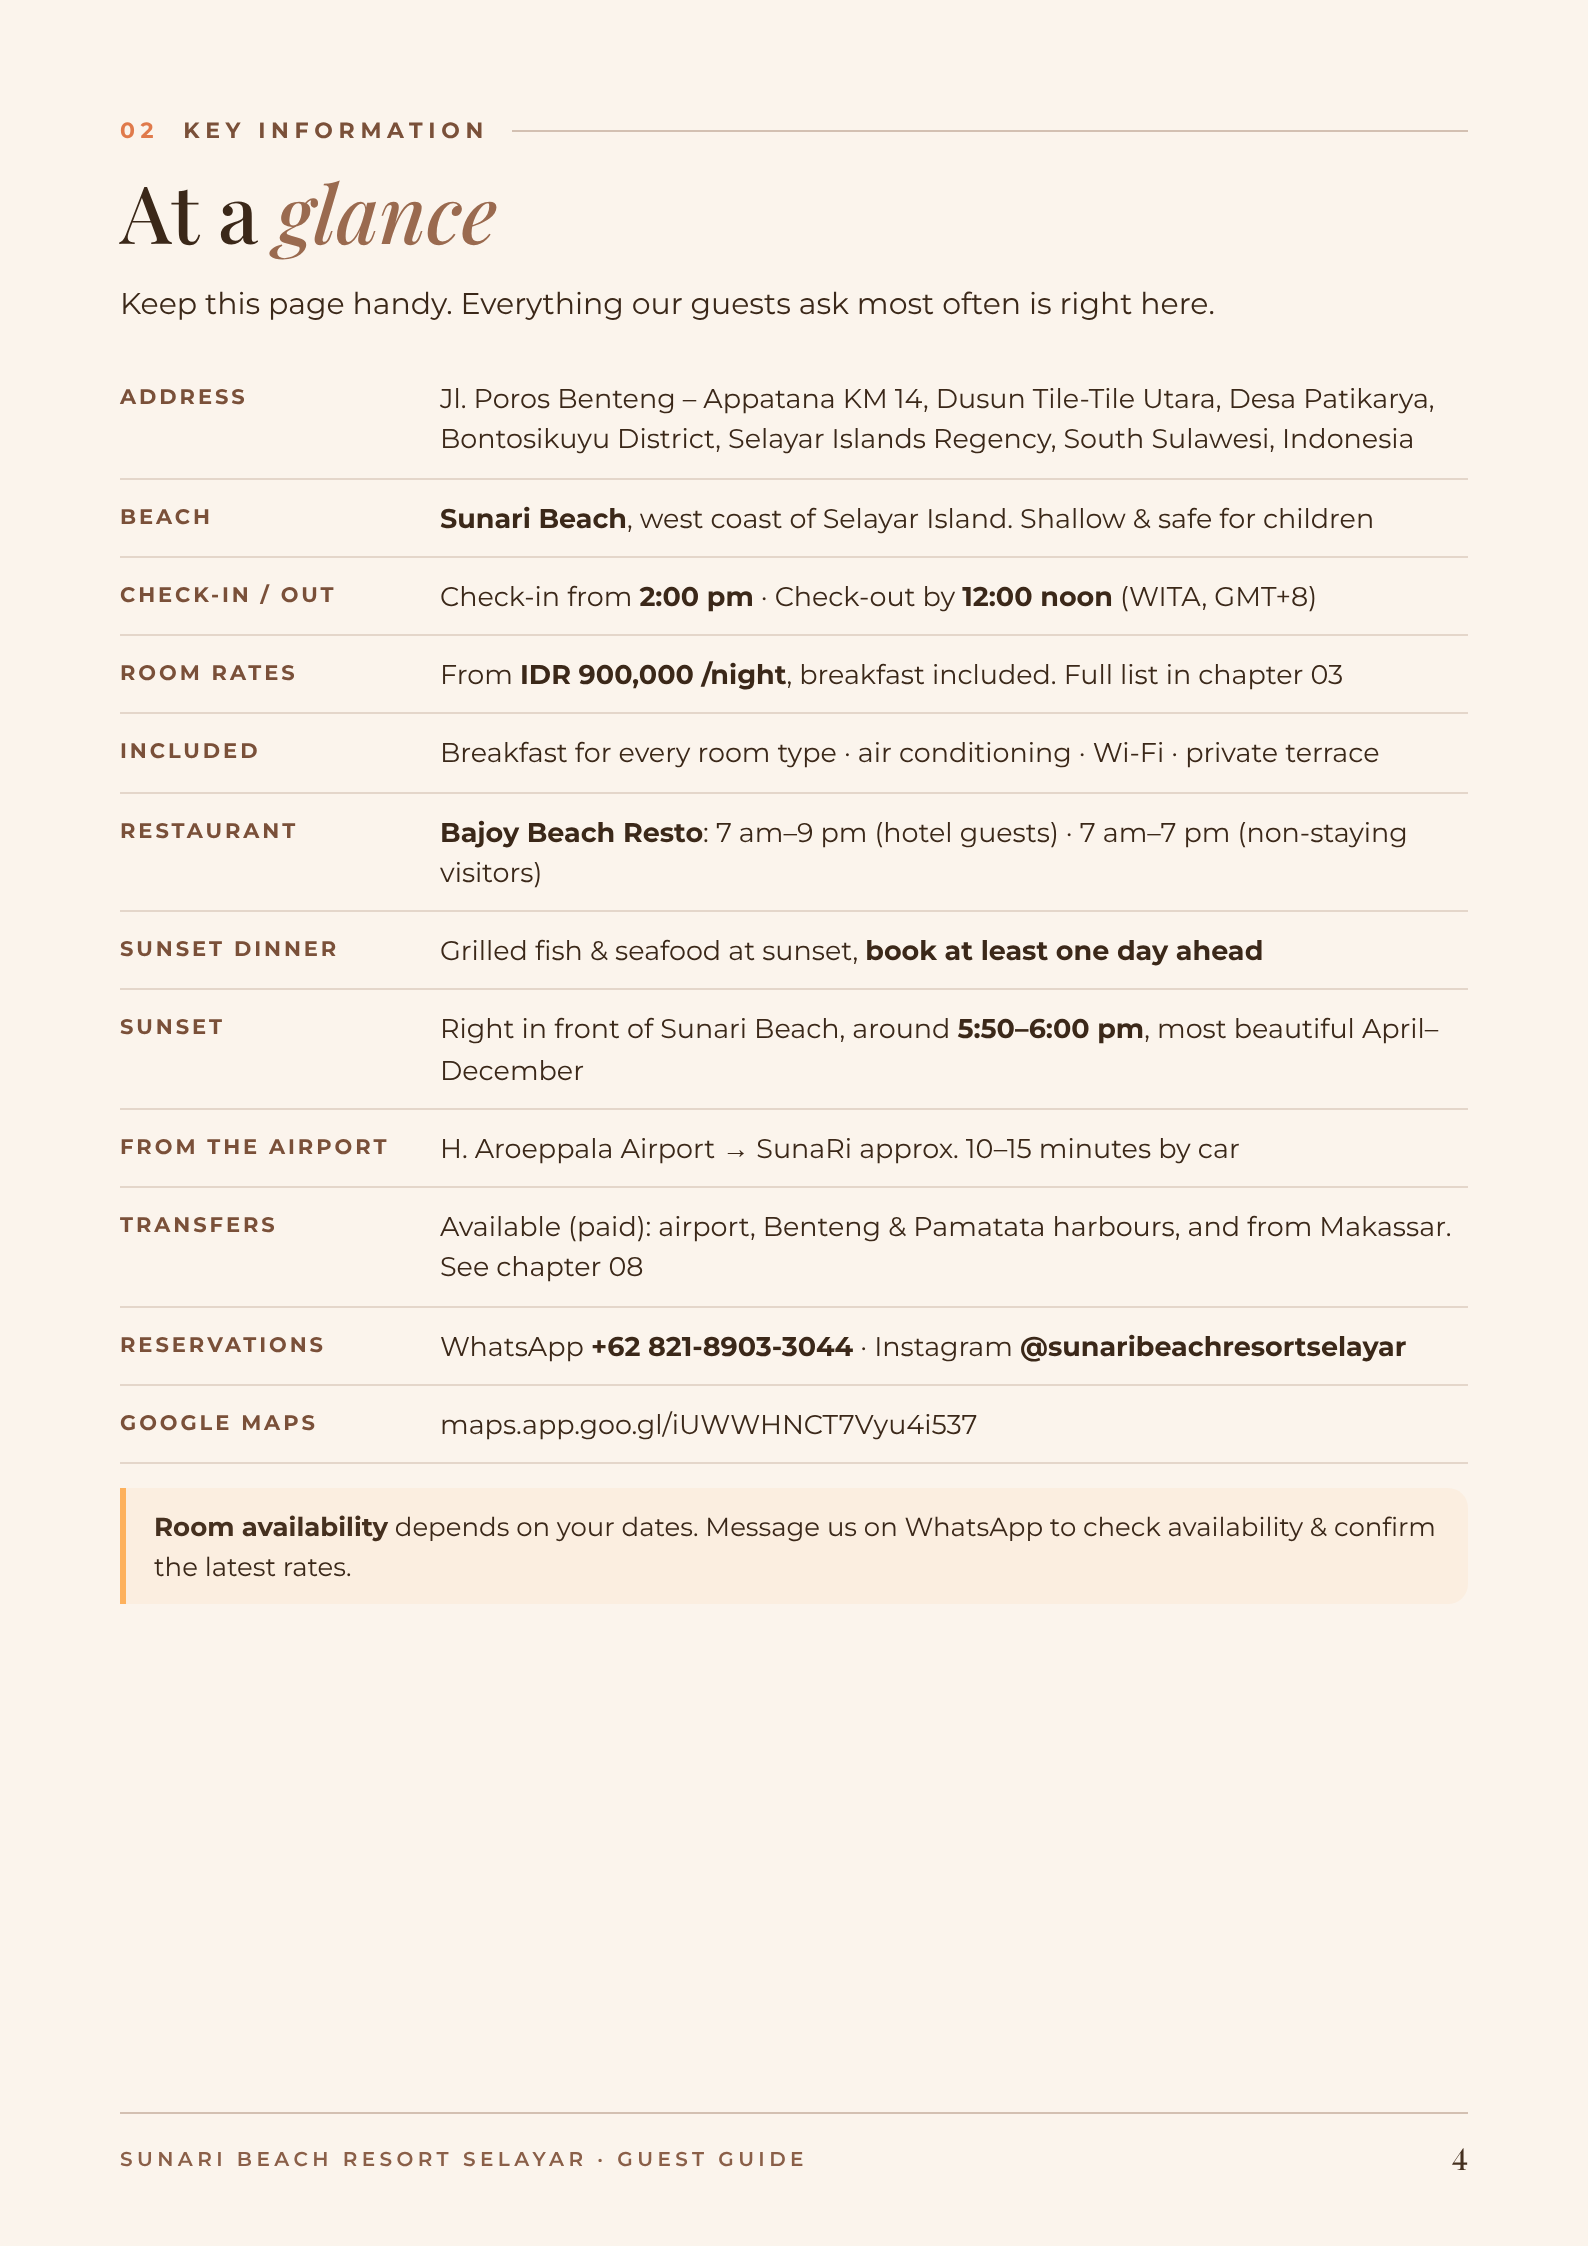 02 KEY INFORMATION
At a glance
Keep this page handy. Everything our guests ask most often is right here.
ADDRESS
Jl. Poros Benteng – Appatana KM 14, Dusun Tile-Tile Utara, Desa Patikarya,
Bontosikuyu District, Selayar Islands Regency, South Sulawesi, Indonesia
BEACH
Sunari Beach, west coast of Selayar Island. Shallow & safe for children
CHECK-IN / OUT
Check-in from 2:00 pm · Check-out by 12:00 noon (WITA, GMT+8)
ROOM RATES
From IDR 900,000 /night, breakfast included. Full list in chapter 03
INCLUDED
Breakfast for every room type · air conditioning · Wi-Fi · private terrace
RESTAURANT
Bajoy Beach Resto: 7 am–9 pm (hotel guests) · 7 am–7 pm (non-staying
visitors)
SUNSET DINNER
Grilled fish & seafood at sunset, book at least one day ahead
SUNSET
Right in front of Sunari Beach, around 5:50–6:00 pm, most beautiful April–
December
FROM THE AIRPORT
H. Aroeppala Airport → SunaRi approx. 10–15 minutes by car
TRANSFERS
Available (paid): airport, Benteng & Pamatata harbours, and from Makassar.
See chapter 08
RESERVATIONS
WhatsApp +62 821-8903-3044 · Instagram @sunaribeachresortselayar
GOOGLE MAPS
maps.app.goo.gl/iUWWHNCT7Vyu4i537
Room availability depends on your dates. Message us on WhatsApp to check availability & confirm
the latest rates.
SUNARI BEACH RESORT SELAYAR · GUEST GUIDE
4